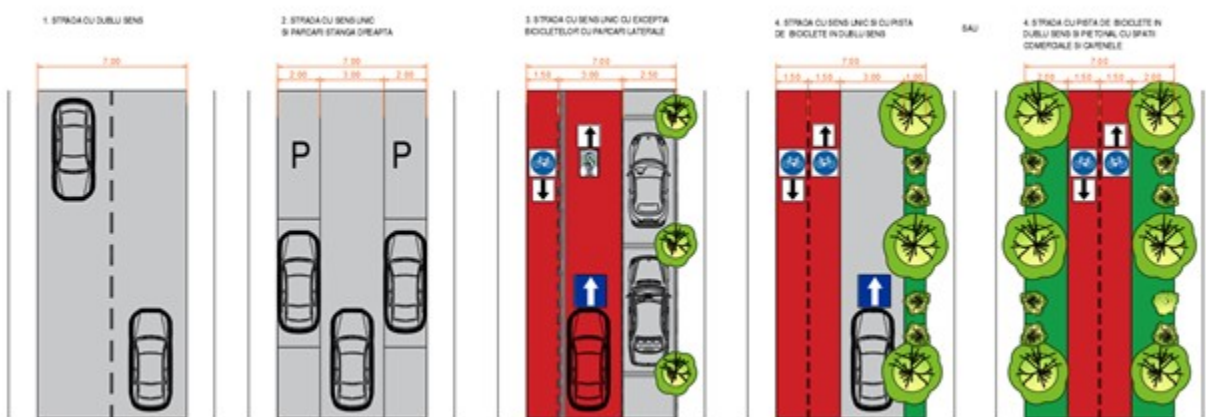 1. STRADA CU DUBLU SENS
7.00
2. STRADA CU SENS UNIC
SI PARCARI STANGA DREAPTA
7.00
2.00 3.00 2.00
P P
3. STRADA CU SENS UNIC CU EXCEPTIA
BICICLETELOR CU PARCARI LATERALE
7.00
1.50 3.00 2.50
4. STRADA CU SENS UNIC SI CU PISTA
DE BICICLETE IN DUBLU SENS
7.00
1.50 1.50 3.00 1.00
SAU
4. STRADA CU PISTA DE BICICLETE IN
DUBLU SENS SI PIETONAL CU SPATII
COMERCIALE SI CAFENELE
7.00
2.00 1.50 1.50 2.00